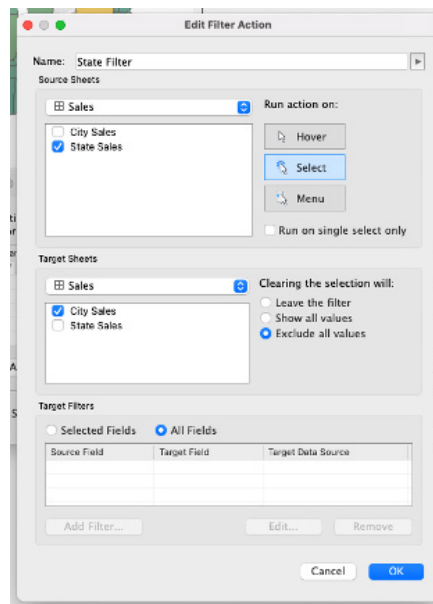 Edit Filter Action
Name: State Filter
Source Sheets
Sales
City Sales
State Sales
Run action on:
Hover
Select
Menu
Run on single select only
Target Sheets
Sales
City Sales
State Sales
Clearing the selection will:
Leave the filter
Show all values
Exclude all values
Target Filters
Selected Fields All Fields
Source Field Target Field Target Data Source
Add Filter... Edit... Remove
Cancel OK